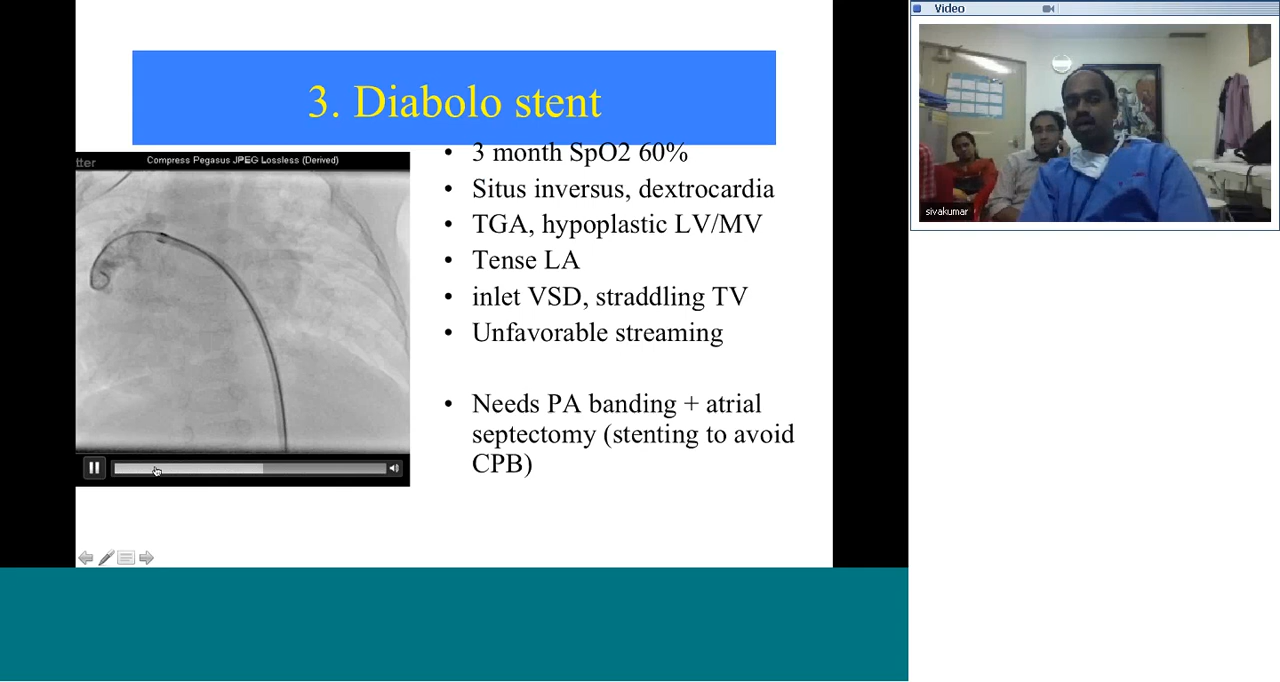 3. Diabolo stent
tter
Compress Pegasus JPEG Lossless (Derived)
• 3 month SpO2 60%
• Situs inversus, dextrocardia
• TGA, hypoplastic LV/MV
• Tense LA
• inlet VSD, straddling TV
• Unfavorable streaming
• Needs PA banding + atrial
septectomy (stenting to avoid
CPB)
Video
sivakumar